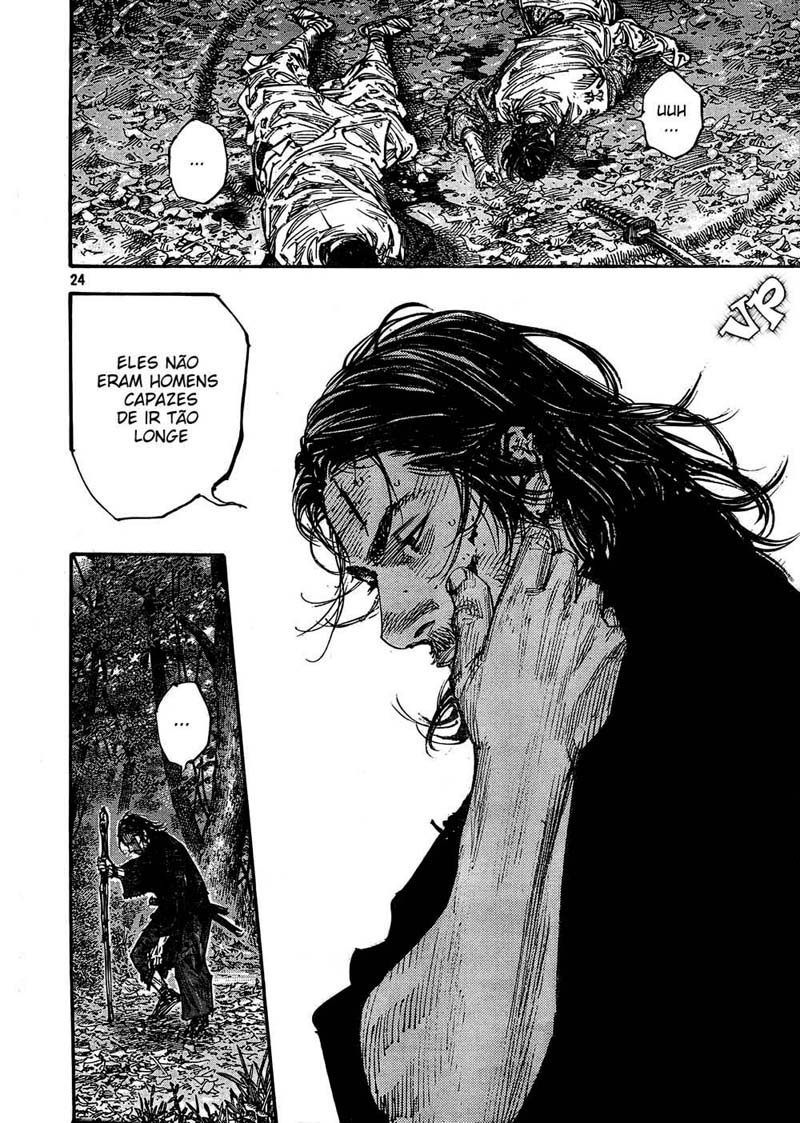 ...
UUH
...
24
VP
ELES NÃO
ERAM HOMENS
CAPAZES
DE IR TÃO
LONGE
...